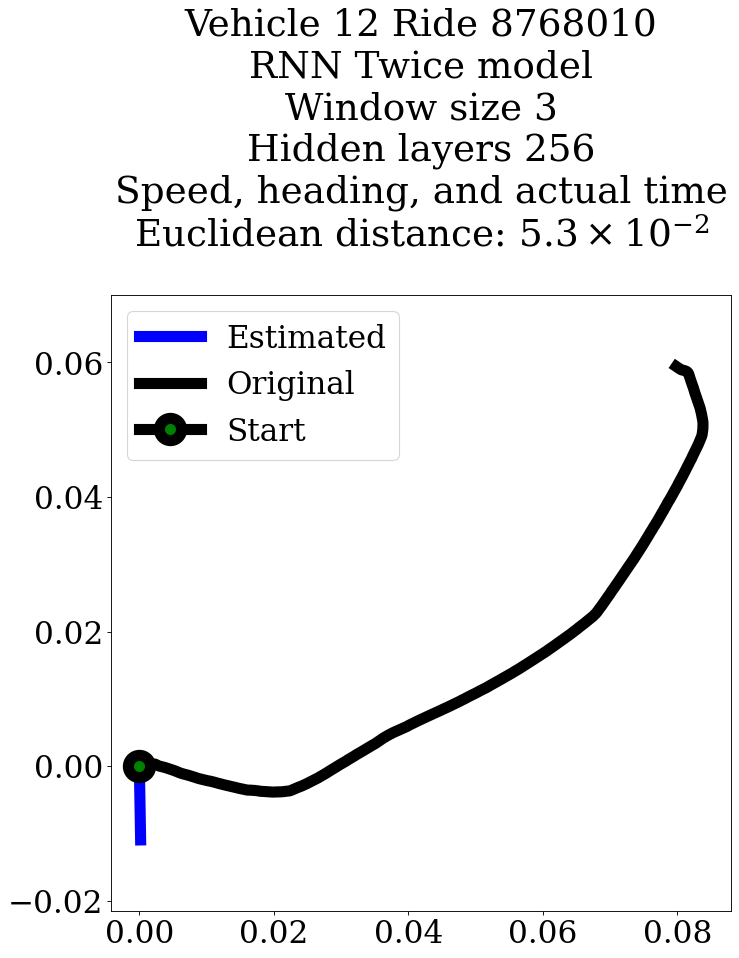 Vehicle 12 Ride 8768010
RNN Twice model
Window size 3
Hidden layers 256
Speed, heading, and actual time
Euclidean distance: 5.3 × 10⁻²
Estimated
Original
Start
0.06
0.04
0.02
0.00
−0.02
0.00 0.02 0.04 0.06 0.08